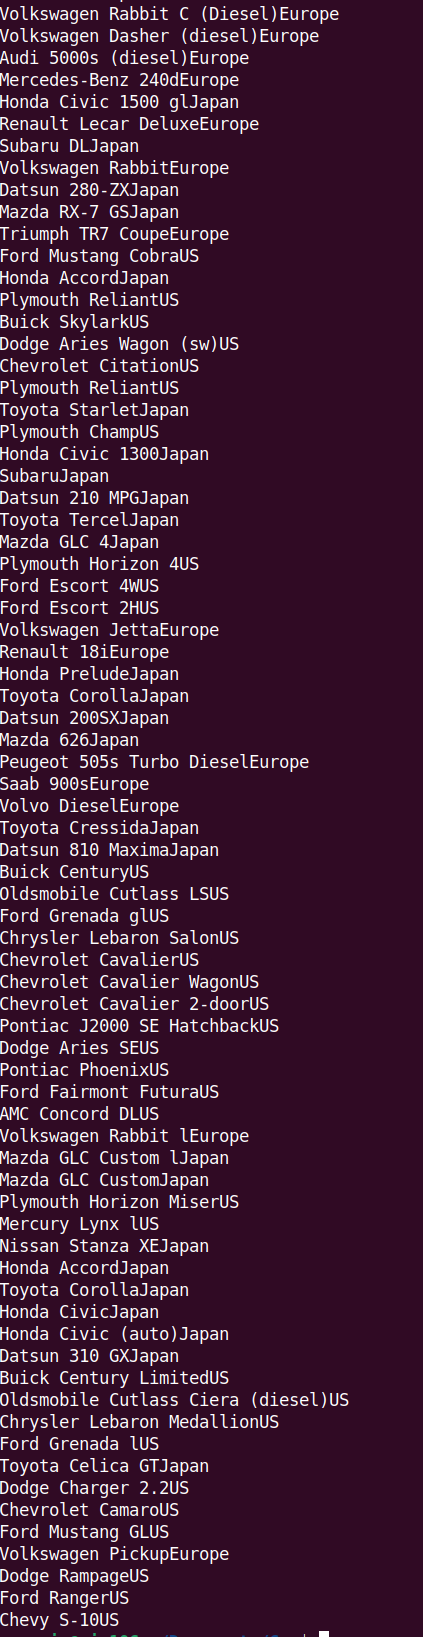 Volkswagen Rabbit C (Diesel)Europe
Volkswagen Dasher (diesel)Europe
Audi 5000s (diesel)Europe
Mercedes-Benz 240dEurope
Honda Civic 1500 glJapan
Renault Lecar DeluxeEurope
Subaru DLJapan
Volkswagen RabbitEurope
Datsun 280-ZXJapan
Mazda RX-7 GSJapan
Triumph TR7 CoupeEurope
Ford Mustang CobraUS
Honda AccordJapan
Plymouth ReliantUS
Buick SkylarkUS
Dodge Aries Wagon (sw)US
Chevrolet CitationUS
Plymouth ReliantUS
Toyota StarletJapan
Plymouth ChampUS
Honda Civic 1300Japan
SubaruJapan
Datsun 210 MPGJapan
Toyota TercelJapan
Mazda GLC 4Japan
Plymouth Horizon 4US
Ford Escort 4WUS
Ford Escort 2HUS
Volkswagen JettaEurope
Renault 18iEurope
Honda PreludeJapan
Toyota CorollaJapan
Datsun 200SXJapan
Mazda 626Japan
Peugeot 505s Turbo DieselEurope
Saab 900sEurope
Volvo DieselEurope
Toyota CressidaJapan
Datsun 810 MaximaJapan
Buick CenturyUS
Oldsmobile Cutlass LSUS
Ford Grenada glUS
Chrysler Lebaron SalonUS
Chevrolet CavalierUS
Chevrolet Cavalier WagonUS
Chevrolet Cavalier 2-doorUS
Pontiac J2000 SE HatchbackUS
Dodge Aries SEUS
Pontiac PhoenixUS
Ford Fairmont FuturaUS
AMC Concord DLUS
Volkswagen Rabbit lEurope
Mazda GLC Custom lJapan
Mazda GLC CustomJapan
Plymouth Horizon MiserUS
Mercury Lynx lUS
Nissan Stanza XEJapan
Honda AccordJapan
Toyota CorollaJapan
Honda CivicJapan
Honda Civic (auto)Japan
Datsun 310 GXJapan
Buick Century LimitedUS
Oldsmobile Cutlass Ciera (diesel)US
Chrysler Lebaron MedallionUS
Ford Grenada lUS
Toyota Celica GTJapan
Dodge Charger 2.2US
Chevrolet CamaroUS
Ford Mustang GLUS
Volkswagen PickupEurope
Dodge RampageUS
Ford RangerUS
Chevy S-10US